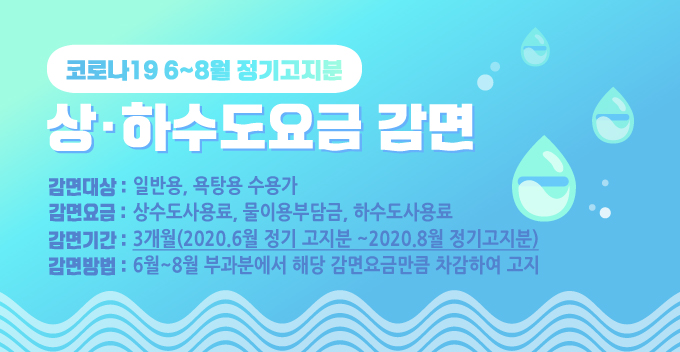 코로나19 6~8월 정기고지분
상·하수도요금 감면
감면대상 : 일반용, 욕탕용 수용가
감면요금 : 상수도사용료, 물이용부담금, 하수도사용료
감면기간 : 3개월(2020.6월 정기 고지분 ~2020.8월 정기고지분)
감면방법 : 6월~8월 부과분에서 해당 감면요금만큼 차감하여 고지